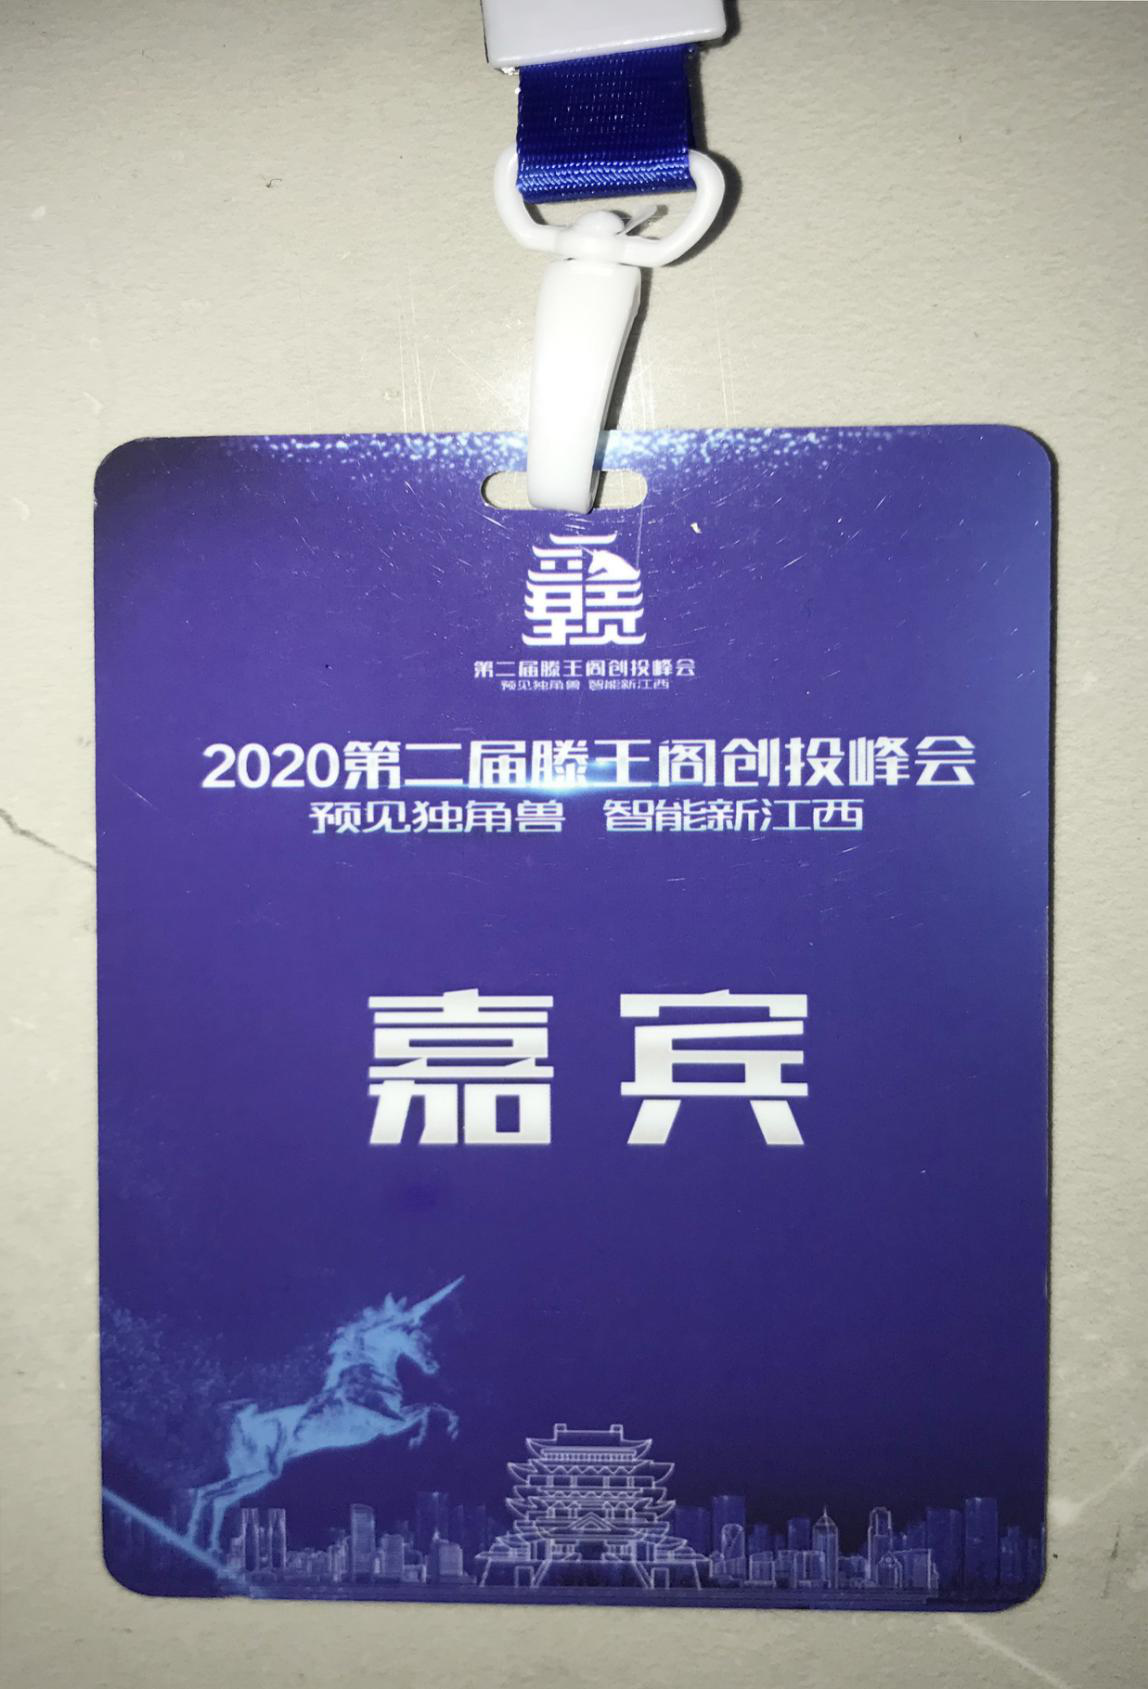 赣
第二届滕王阁创投峰会
预见独角兽 智能新江西
2020第二届滕王阁创投峰会
预见独角兽 智能新江西
嘉宾